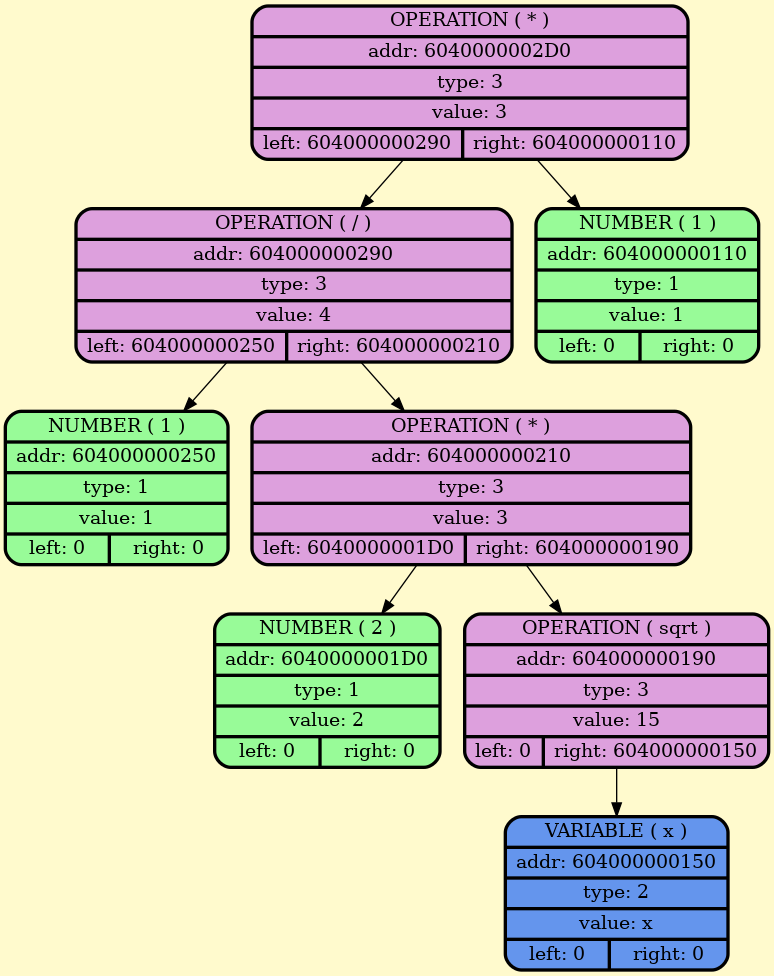 OPERATION ( * )
addr: 6040000002D0
type: 3
value: 3
left: 604000000290 right: 604000000110
OPERATION ( / )
addr: 604000000290
type: 3
value: 4
left: 604000000250 right: 604000000210
NUMBER ( 1 )
addr: 604000000110
type: 1
value: 1
left: 0 right: 0
NUMBER ( 1 )
addr: 604000000250
type: 1
value: 1
left: 0 right: 0
OPERATION ( * )
addr: 604000000210
type: 3
value: 3
left: 6040000001D0 right: 604000000190
NUMBER ( 2 )
addr: 6040000001D0
type: 1
value: 2
left: 0 right: 0
OPERATION ( sqrt )
addr: 604000000190
type: 3
value: 15
left: 0 right: 604000000150
VARIABLE ( x )
addr: 604000000150
type: 2
value: x
left: 0 right: 0